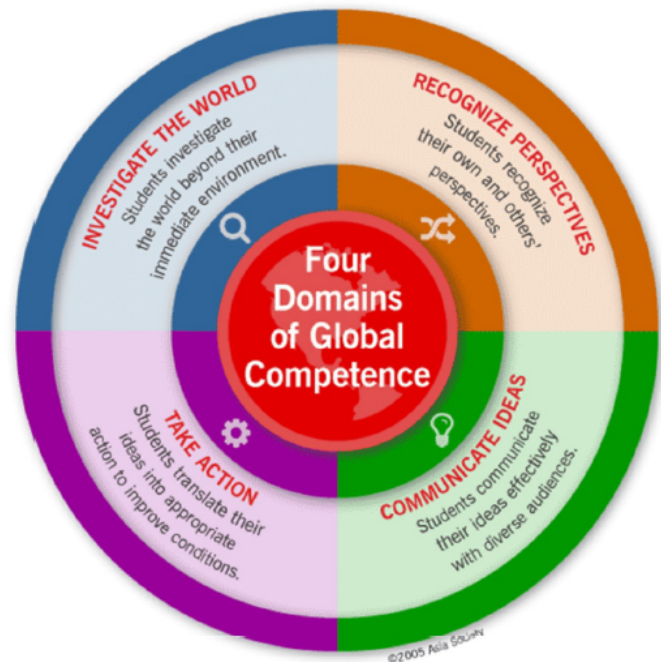 INVESTIGATE THE WORLD
Students investigate
the world beyond their
immediate environment.
RECOGNIZE PERSPECTIVES
Students recognize
their own and others'
perspectives.
Four
Domains
of Global
Competence
TAKE ACTION
Students translate their
ideas into appropriate
action to improve conditions.
COMMUNICATE IDEAS
Students communicate
their ideas effectively
with diverse audiences.
©2005 Asia Society